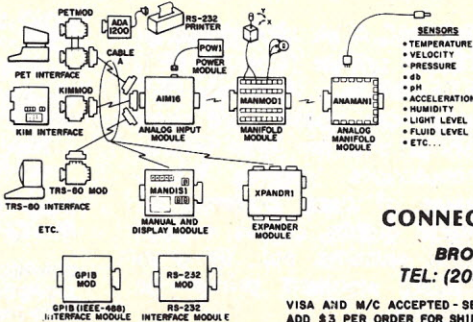 PETMOD
ADA
1200
RS-232
PRINTER
CABLE
A
POW1
POWER
MODULE
PET INTERFACE
KIMMOD
AIM16
MANMOD1
ANAMAN1
KIM INTERFACE
ANALOG INPUT
MODULE
MANIFOLD
MODULE
ANALOG
MANIFOLD
MODULE
SENSORS
• TEMPERATURE
• VELOCITY
• PRESSURE
• db
• pH
• ACCELERATION
• HUMIDITY
• LIGHT LEVEL
• FLUID LEVEL
• ETC...
TRS-80 MOD
TRS-80 INTERFACE
MANDIS1
XPANDR1
ETC.
MANUAL AND
DISPLAY MODULE
EXPANDER
MODULE
GPIB
MOD
RS-232
MOD
GPIB (IEEE-488)
INTERFACE MODULE
RS-232
INTERFACE MODULE
CONNEC
BRO
TEL: (20
VISA AND M/C ACCEPTED - SE
ADD $3 PER ORDER FOR SHI